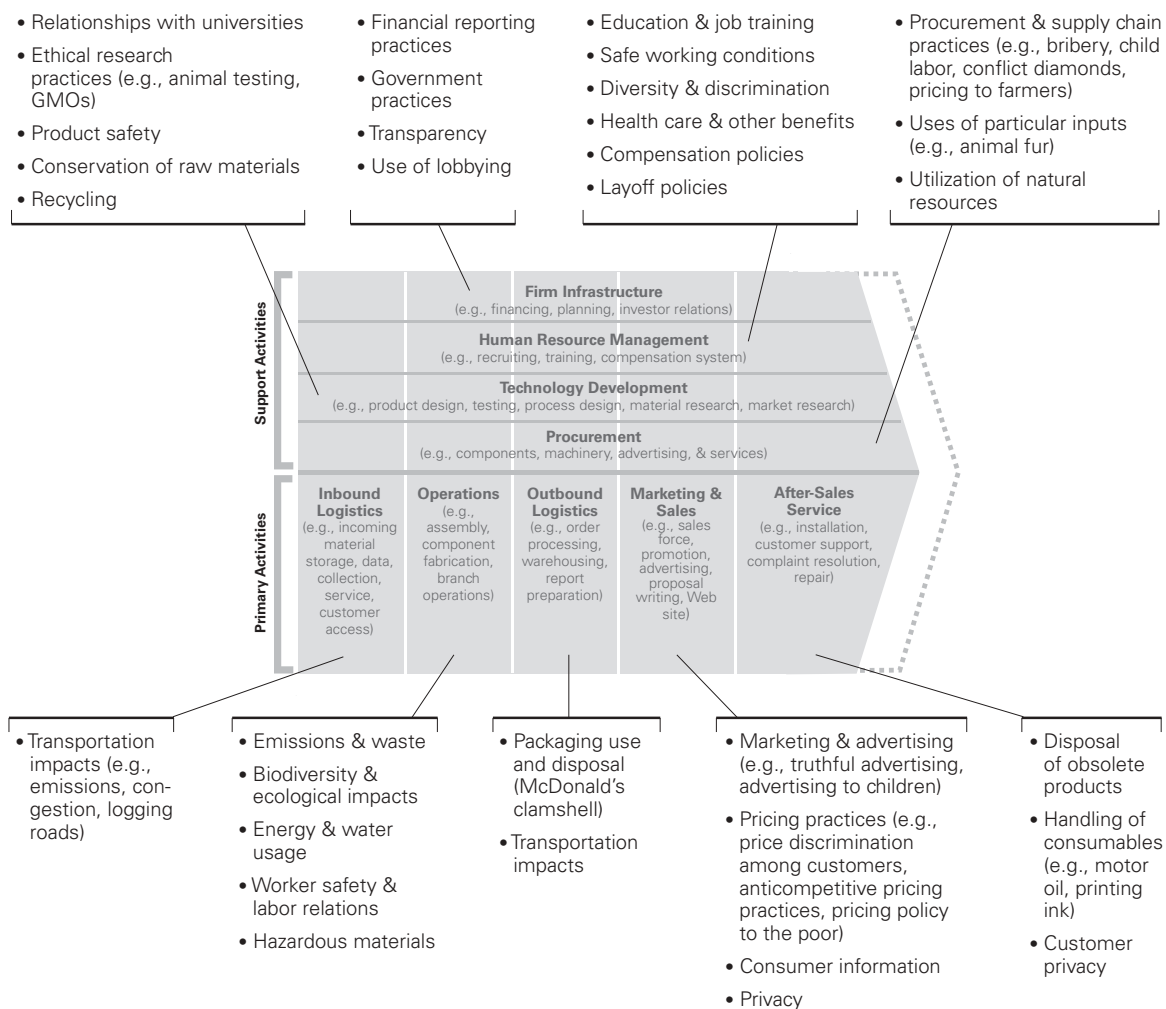 • Relationships with universities
• Ethical research
practices (e.g., animal testing,
GMOs)
• Product safety
• Conservation of raw materials
• Recycling
• Financial reporting
practices
• Government
practices
• Transparency
• Use of lobbying
• Education & job training
• Safe working conditions
• Diversity & discrimination
• Health care & other benefits
• Compensation policies
• Layoff policies
• Procurement & supply chain
practices (e.g., bribery, child
labor, conflict diamonds,
pricing to farmers)
• Uses of particular inputs
(e.g., animal fur)
• Utilization of natural
resources
Support Activities
Firm Infrastructure
(e.g., financing, planning, investor relations)
Human Resource Management
(e.g., recruiting, training, compensation system)
Technology Development
(e.g., product design, testing, process design, material research, market research)
Procurement
(e.g., components, machinery, advertising, & services)
Primary Activities
Inbound
Logistics
(e.g., incoming
material
storage, data,
collection,
service,
customer
access)
Operations
(e.g.,
assembly,
component
fabrication,
branch
operations)
Outbound
Logistics
(e.g., order
processing,
warehousing,
report
preparation)
Marketing &
Sales
(e.g., sales
force,
promotion,
advertising,
proposal
writing, Web
site)
After-Sales
Service
(e.g., installation,
customer support,
complaint resolution,
repair)
• Transportation
impacts (e.g.,
emissions, con-
gestion, logging
roads)
• Emissions & waste
• Biodiversity &
ecological impacts
• Energy & water
usage
• Worker safety &
labor relations
• Hazardous materials
• Packaging use
and disposal
(McDonald's
clamshell)
• Transportation
impacts
• Marketing & advertising
(e.g., truthful advertising,
advertising to children)
• Pricing practices (e.g.,
price discrimination
among customers,
anticompetitive pricing
practices, pricing policy
to the poor)
• Consumer information
• Privacy
• Disposal
of obsolete
products
• Handling of
consumables
(e.g., motor
oil, printing
ink)
• Customer
privacy